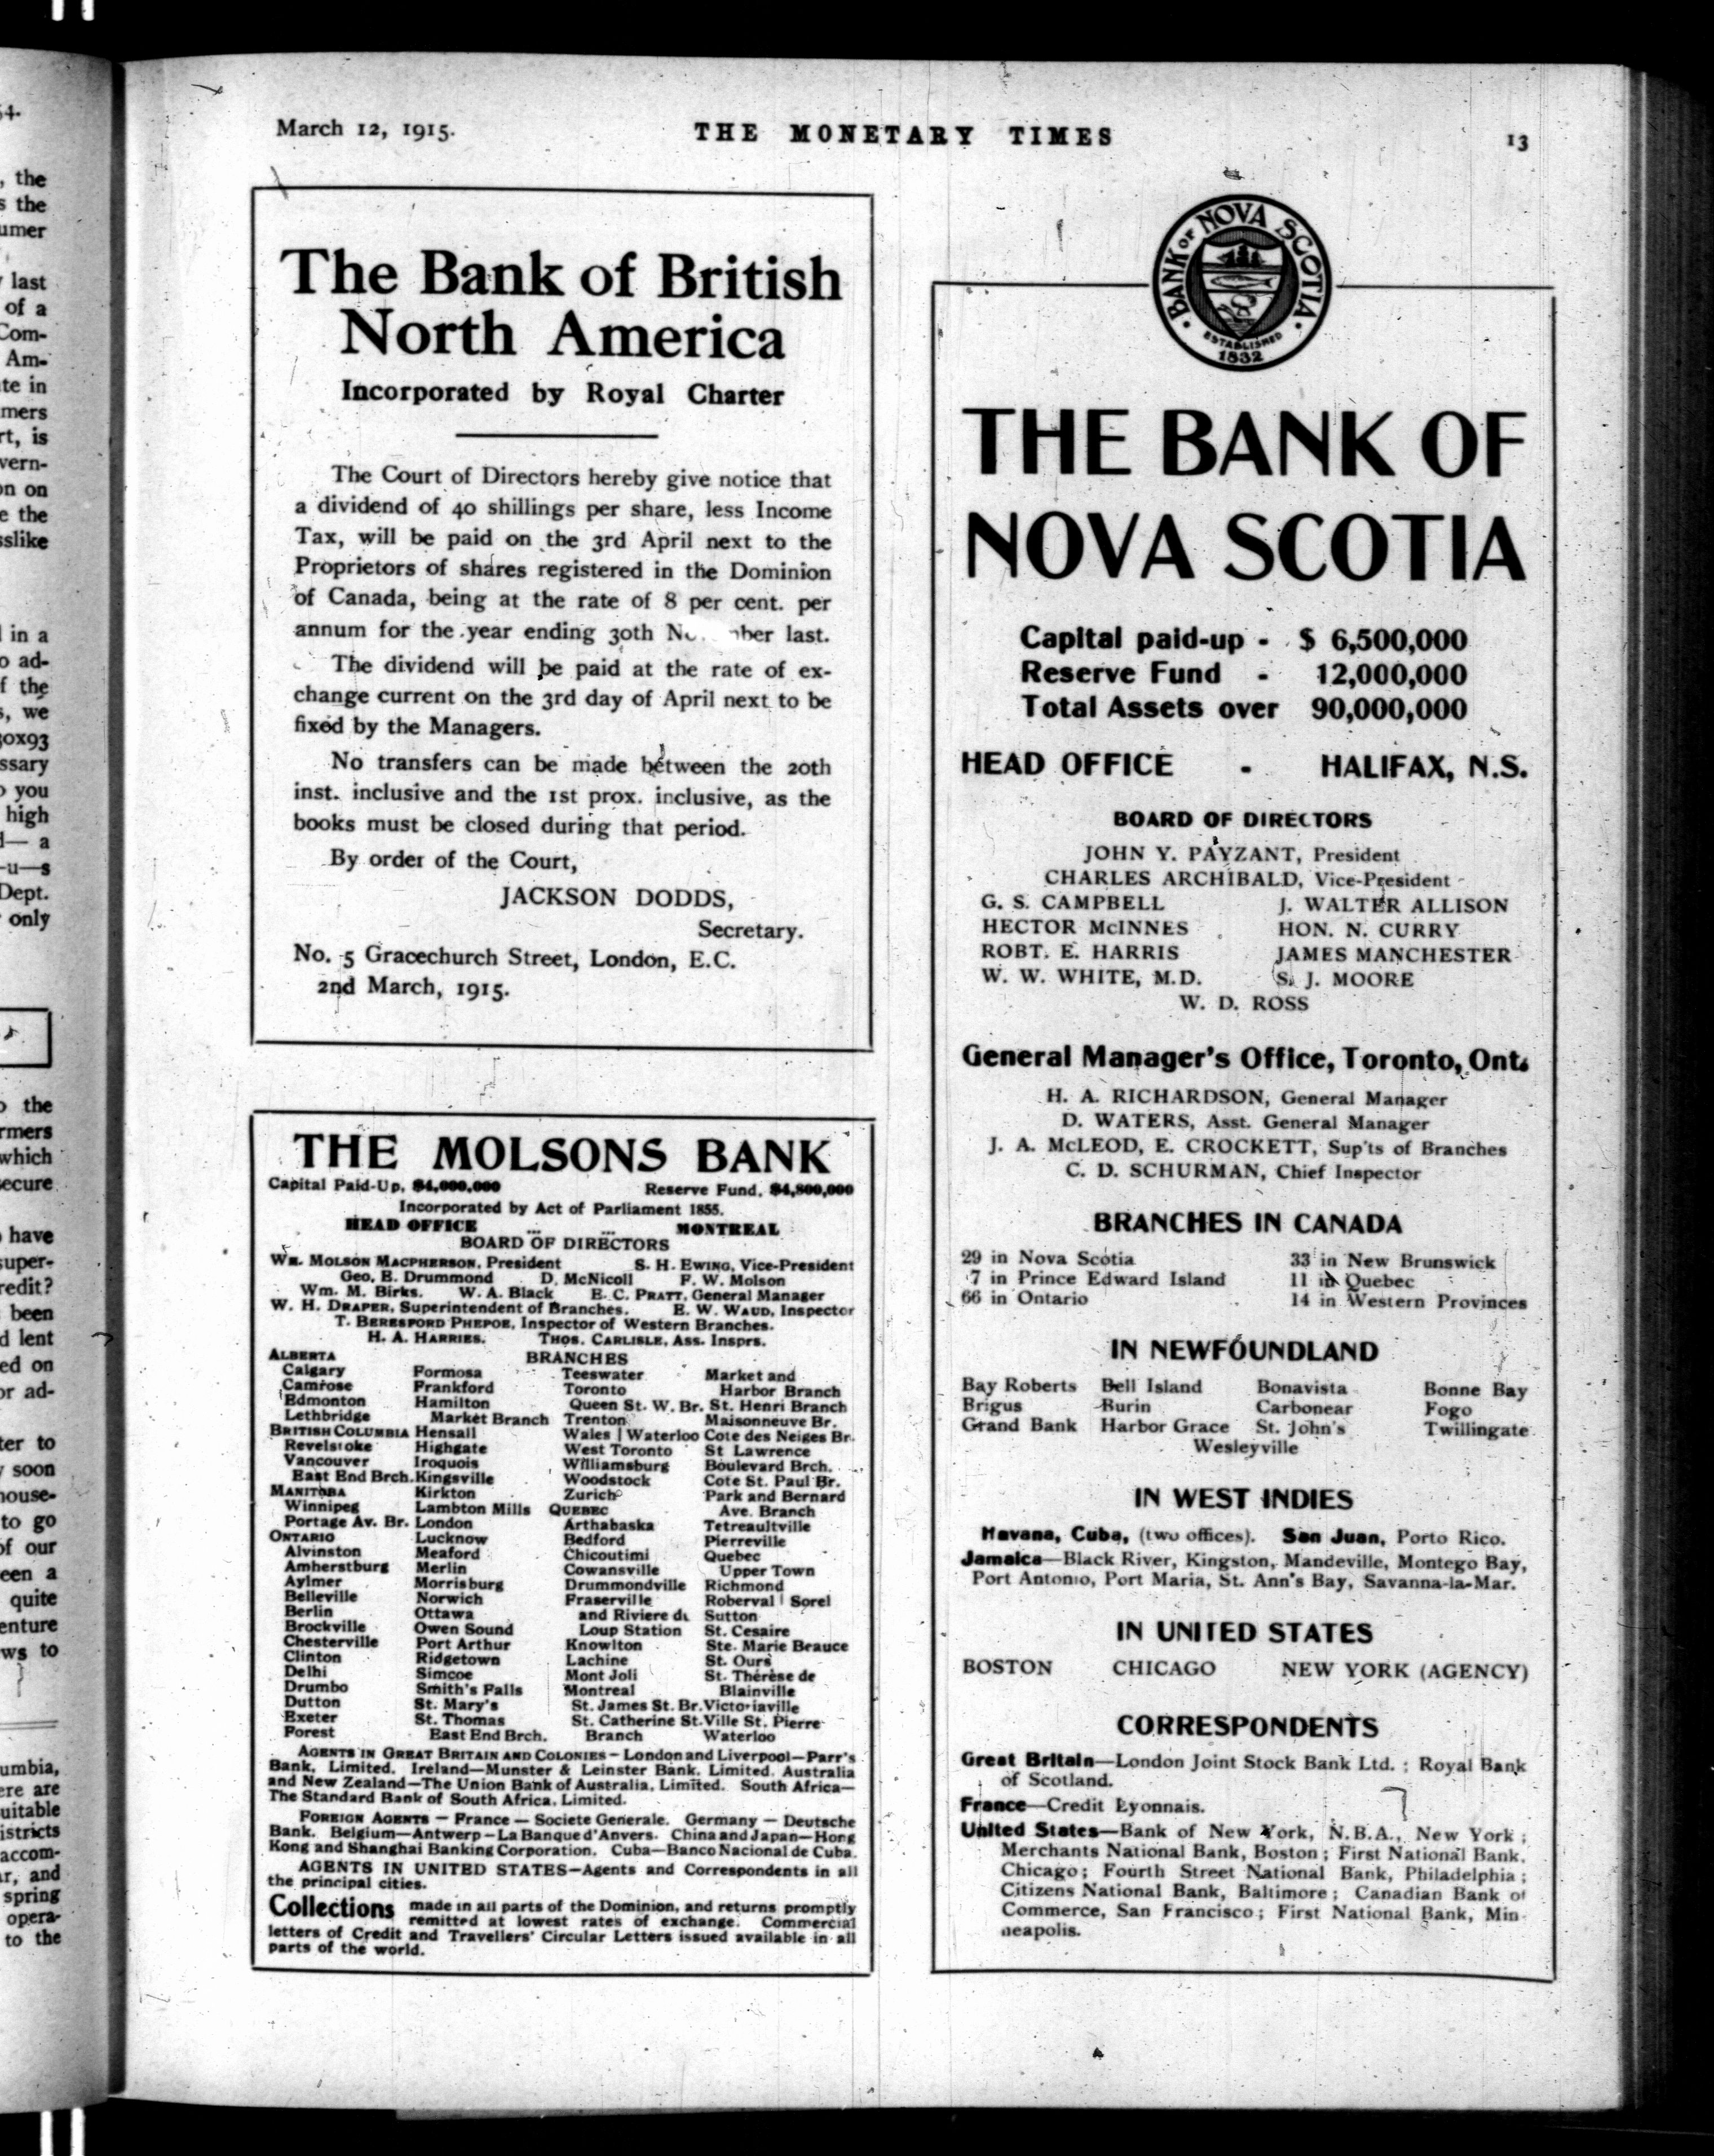 March 12, 1915.
THE MONETARY TIMES
13
The Bank of British
North America
Incorporated by Royal Charter
The Court of Directors hereby give notice that
a dividend of 40 shillings per share, less Income
Tax, will be paid on the 3rd April next to the
Proprietors of shares registered in the Dominion
of Canada, being at the rate of 8 per cent. per
annum for the year ending 30th last.
The dividend will be paid at the rate of ex-
change current on the 3rd day of April next to be
fixed by the Managers.
No transfers can be made between the 20th
inst. inclusive and the 1st prox. inclusive, as the
books must be closed during that period.
By order of the Court,
JACKSON DODDS,
Secretary.
No. 5 Gracechurch Street, London, E.C.
2nd March, 1915.
THE MOLSONS BANK
Capital Paid-Up, $4,000,000 Reserve Fund, $4,800,000
Incorporated by Act of Parliament 1855.
HEAD OFFICE ... ... MONTREAL
BOARD OF DIRECTORS
WM. MOLSON MACPHERSON, President S. H. EWING, Vice-President
Geo. E. Drummond D. McNicoll F. W. Molson
Wm. M. Birks. W. A. Black E. C. PRATT, General Manager
W. H. DRAPER, Superintendent of Branches. E. W. WAUD, Inspector
T. BERESFORD PHEPOE, Inspector of Western Branches.
H. A. HARRIES. THOS. CARLISLE, Ass. Insprs.
BRANCHES
ALBERTA
Calgary
Camrose
Edmonton
Lethbridge
BRITISH COLUMBIA
Revelstoke
Vancouver
East End Brch.
MANITOBA
Winnipeg
Portage Av. Br.
ONTARIO
Alvinston
Amherstburg
Aylmer
Belleville
Berlin
Brockville
Chesterville
Clinton
Delhi
Drumbo
Dutton
Exeter
Forest
Formosa
Frankford
Hamilton
Market Branch
Hensall
Highgate
Iroquois
Kingsville
Kirkton
Lambton Mills
London
Lucknow
Meaford
Merlin
Morrisburg
Norwich
Ottawa
Owen Sound
Port Arthur
Ridgetown
Simcoe
Smith's Falls
St. Mary's
St. Thomas
East End Brch.
Teeswater
Toronto
Queen St. W. Br.
Trenton
Wales | Waterloo
West Toronto
Williamsburg
Woodstock
Zurich
QUEBEC
Arthabaska
Bedford
Chicoutimi
Cowansville
Drummondville
Fraserville
and Riviere du
Loup Station
Knowlton
Lachine
Mont Joli
Montreal
St. James St. Br.
St. Catherine St.
Branch
Market and
Harbor Branch
St. Henri Branch
Maisonneuve Br.
Cote des Neiges Br.
St Lawrence
Boulevard Brch.
Cote St. Paul Br.
Park and Bernard
Ave. Branch
Tetreaultville
Pierreville
Quebec
Upper Town
Richmond
Roberval | Sorel
Sutton
St. Cesaire
Ste. Marie Beauce
St. Ours
St. Thérèse de
Blainville
Victoriaville
Ville St. Pierre
Waterloo
AGENTS IN GREAT BRITAIN AND COLONIES—London and Liverpool—Parr's
Bank, Limited. Ireland—Munster & Leinster Bank, Limited. Australia
and New Zealand—The Union Bank of Australia, Limited. South Africa—
The Standard Bank of South Africa, Limited.
FOREIGN AGENTS — France — Societe Generale. Germany — Deutsche
Bank. Belgium—Antwerp—La Banque d'Anvers. China and Japan—Hong
Kong and Shanghai Banking Corporation. Cuba—Banco Nacional de Cuba.
AGENTS IN UNITED STATES—Agents and Correspondents in all
the principal cities.
Collections made in all parts of the Dominion, and returns promptly
remitted at lowest rates of exchange. Commercial
letters of Credit and Travellers' Circular Letters issued available in all
parts of the world.
BANK OF NOVA SCOTIA
ESTABLISHED
1832
THE BANK OF
NOVA SCOTIA
Capital paid-up - $ 6,500,000
Reserve Fund - 12,000,000
Total Assets over 90,000,000
HEAD OFFICE - HALIFAX, N.S.
BOARD OF DIRECTORS
JOHN Y. PAYZANT, President
CHARLES ARCHIBALD, Vice-President
G. S. CAMPBELL J. WALTER ALLISON
HECTOR McINNES HON. N. CURRY
ROBT. E. HARRIS JAMES MANCHESTER
W. W. WHITE, M.D. S. J. MOORE
W. D. ROSS
General Manager's Office, Toronto, Ont.
H. A. RICHARDSON, General Manager
D. WATERS, Asst. General Manager
J. A. McLEOD, E. CROCKETT, Sup'ts of Branches
C. D. SCHURMAN, Chief Inspector
BRANCHES IN CANADA
29 in Nova Scotia 33 in New Brunswick
7 in Prince Edward Island 11 in Quebec
66 in Ontario 14 in Western Provinces
IN NEWFOUNDLAND
Bay Roberts Bell Island Bonavista Bonne Bay
Brigus Burin Carbonear Fogo
Grand Bank Harbor Grace St. John's Twillingate
Wesleyville
IN WEST INDIES
Havana, Cuba, (two offices). San Juan, Porto Rico.
Jamaica—Black River, Kingston, Mandeville, Montego Bay,
Port Antonio, Port Maria, St. Ann's Bay, Savanna-la-Mar.
IN UNITED STATES
BOSTON CHICAGO NEW YORK (AGENCY)
CORRESPONDENTS
Great Britain—London Joint Stock Bank Ltd. ; Royal Bank
of Scotland.
France—Credit Lyonnais.
United States—Bank of New York, N.B.A., New York ;
Merchants National Bank, Boston ; First National Bank,
Chicago ; Fourth Street National Bank, Philadelphia ;
Citizens National Bank, Baltimore ; Canadian Bank of
Commerce, San Francisco ; First National Bank, Min-
neapolis.